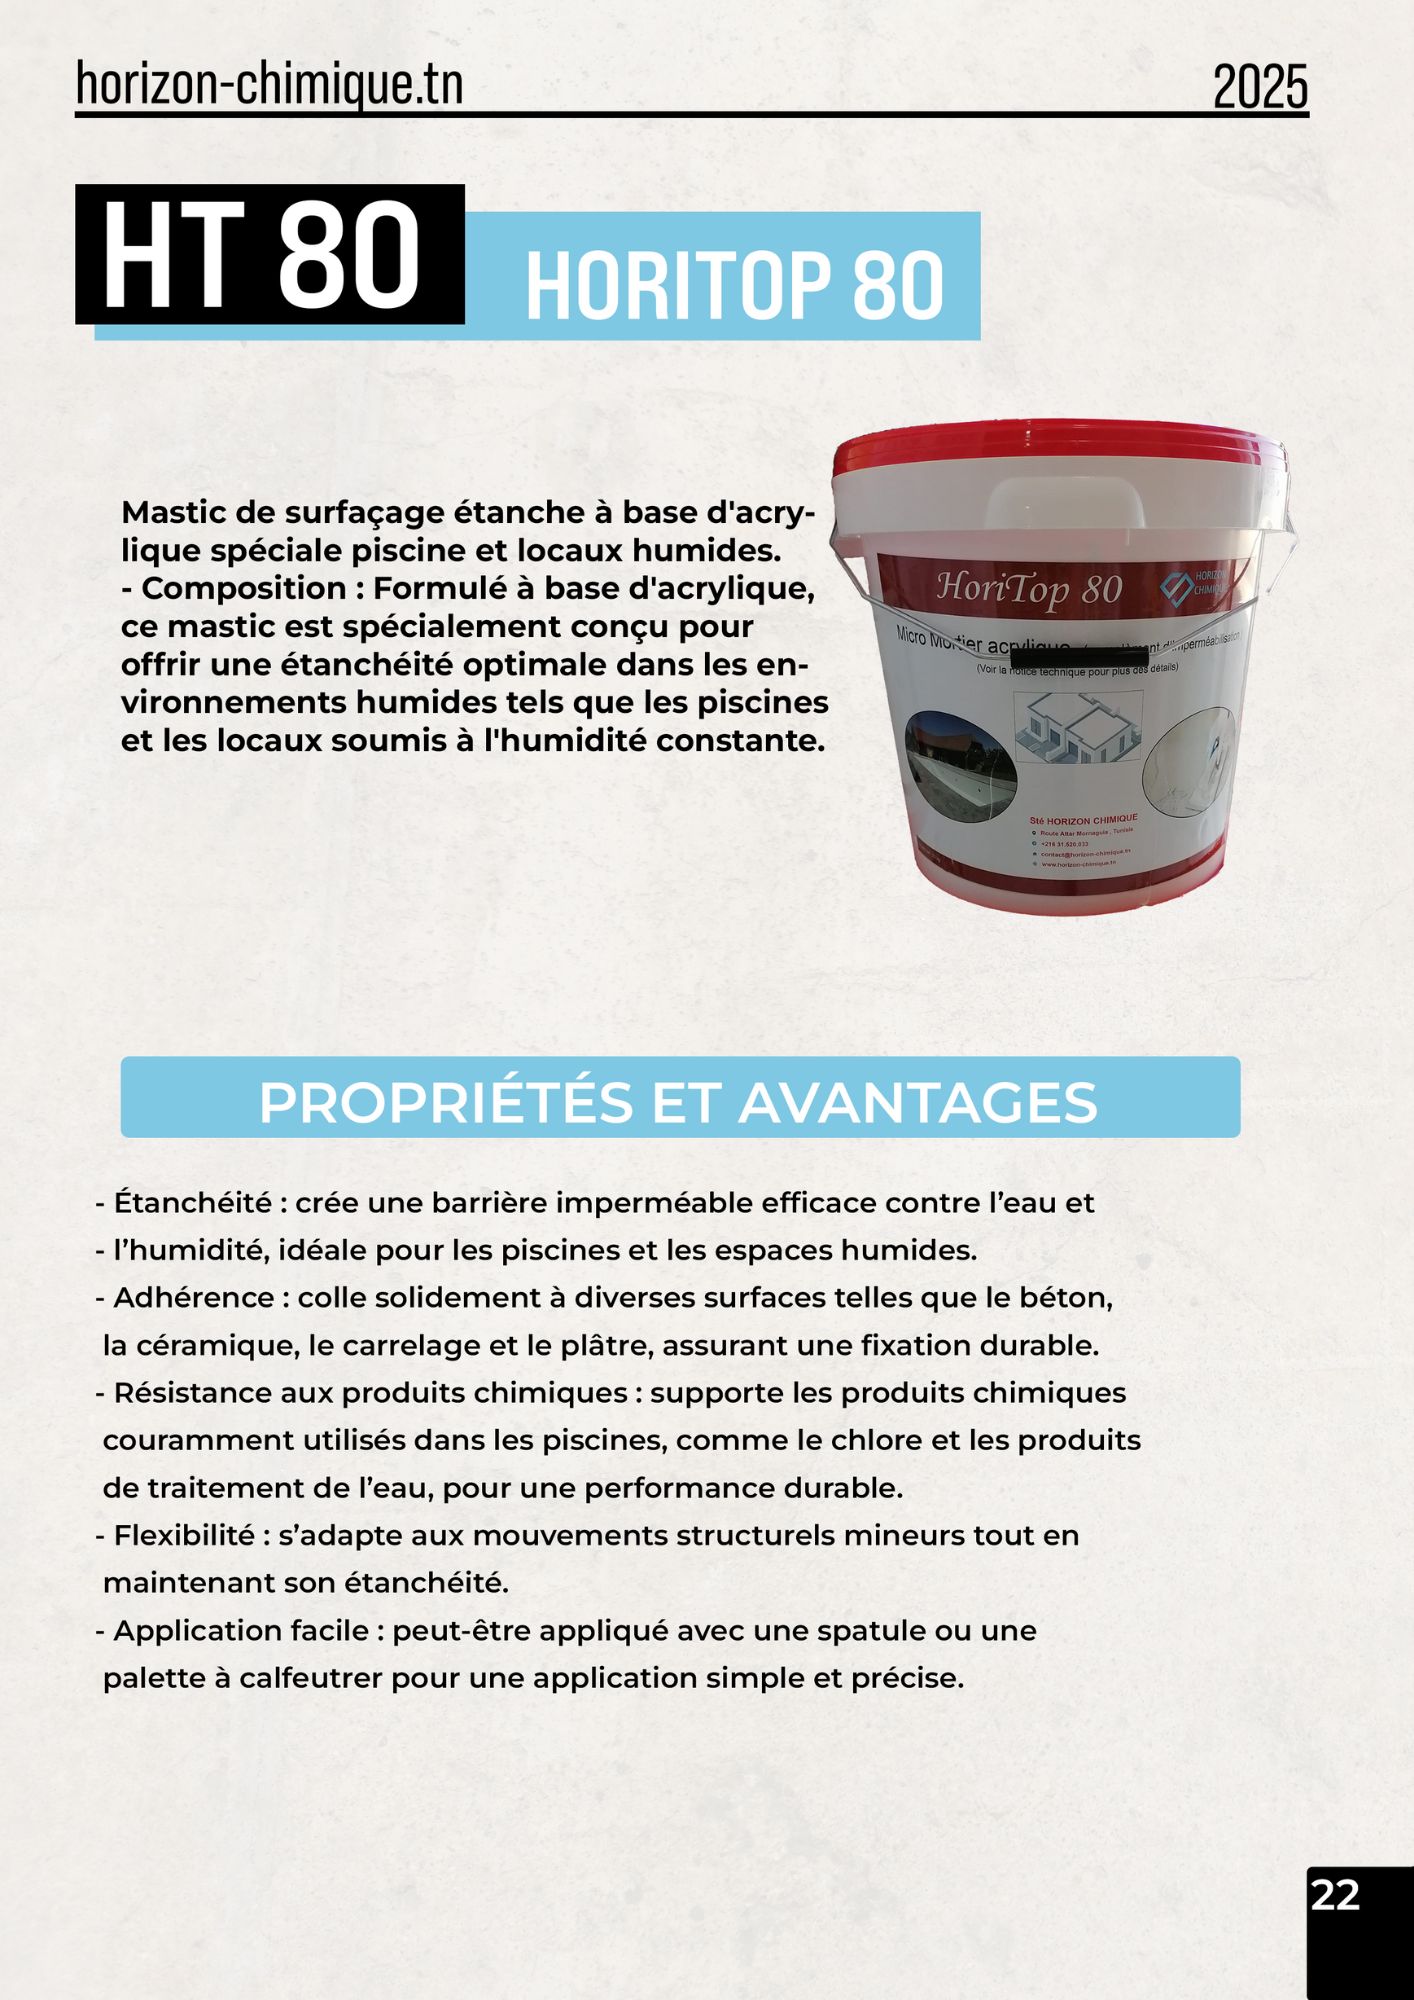 horizon-chimique.tn
2025
HT 80
HORITOP 80
Mastic de surfaçage étanche à base d'acry-
lique spéciale piscine et locaux humides.
- Composition : Formulé à base d'acrylique,
ce mastic est spécialement conçu pour
offrir une étanchéité optimale dans les en-
vironnements humides tels que les piscines
et les locaux soumis à l'humidité constante.
HoriTop 80
HORIZON
CHIMIQUE
Micro Mortier acrylique
(Voir la notice technique pour plus des détails)
Sté HORIZON CHIMIQUE
Route Attar Mornaguia , Tunisie
+216 31.520.033
contact@horizon-chimique.tn
www.horizon-chimique.tn
PROPRIÉTÉS ET AVANTAGES
- Étanchéité : crée une barrière imperméable efficace contre l’eau et
- l’humidité, idéale pour les piscines et les espaces humides.
- Adhérence : colle solidement à diverses surfaces telles que le béton,
la céramique, le carrelage et le plâtre, assurant une fixation durable.
- Résistance aux produits chimiques : supporte les produits chimiques
couramment utilisés dans les piscines, comme le chlore et les produits
de traitement de l’eau, pour une performance durable.
- Flexibilité : s’adapte aux mouvements structurels mineurs tout en
maintenant son étanchéité.
- Application facile : peut-être appliqué avec une spatule ou une
palette à calfeutrer pour une application simple et précise.
22